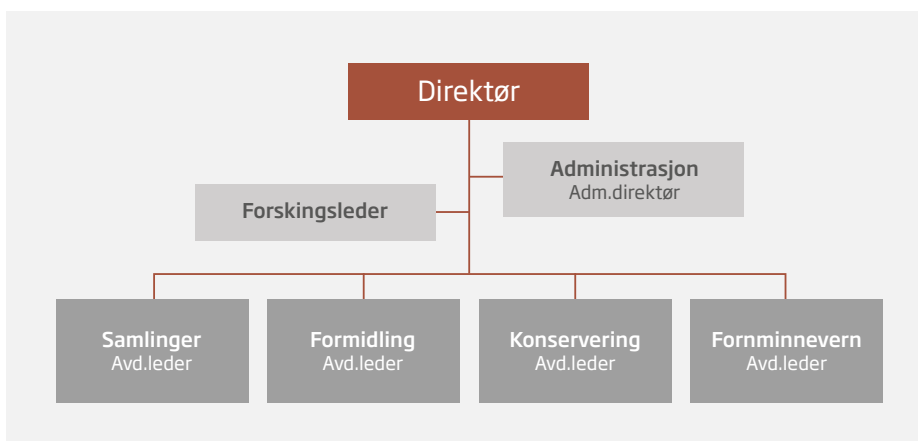 Direktør
Administrasjon
Adm.direktør
Forskingsleder
Samlinger
Avd.leder
Formidling
Avd.leder
Konservering
Avd.leder
Fornminnevern
Avd.leder